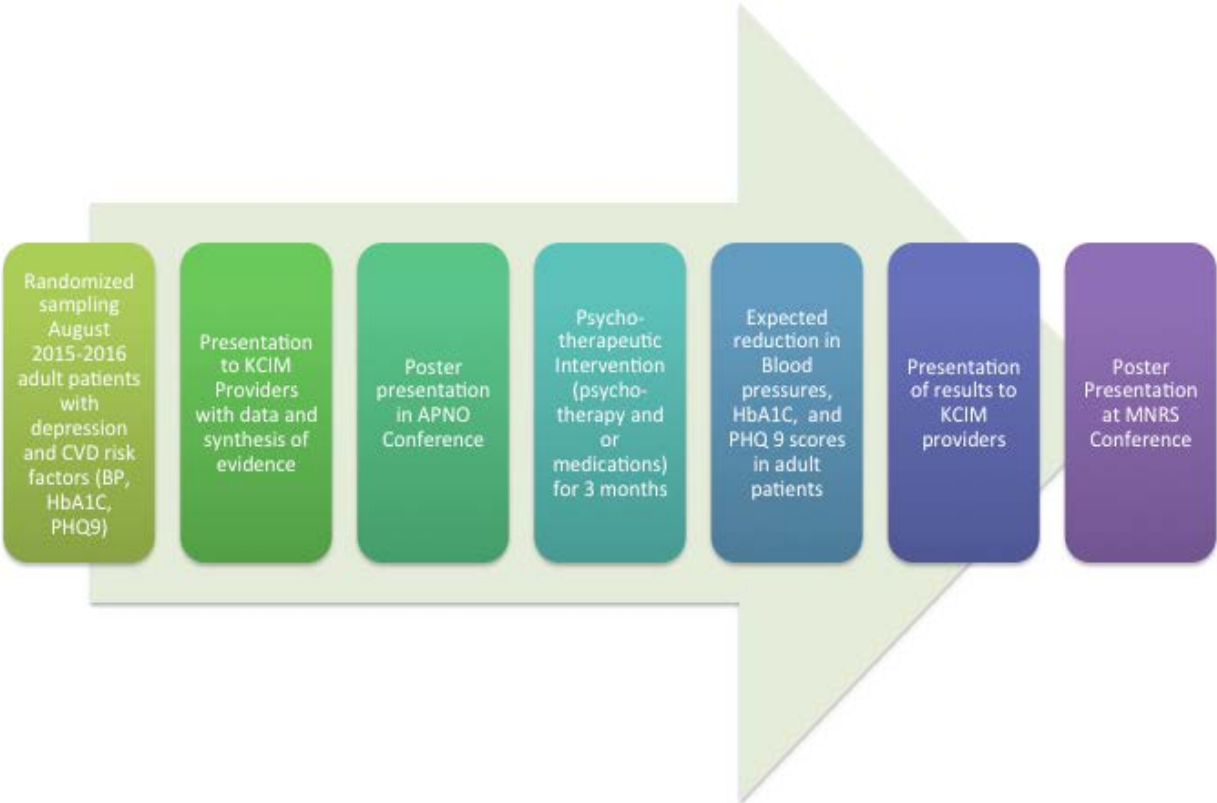 Randomized
sampling
August
2015-2016
adult patients
with
depression
and CVD risk
factors (BP,
HbA1C,
PHQ9)
Presentation
to KCIM
Providers
with data and
synthesis of
evidence
Poster
presentation
in APNO
Conference
Psycho-
therapeutic
Intervention
(psycho-
therapy and
or
medications)
for 3 months
Expected
reduction in
Blood
pressures,
HbA1C, and
PHQ 9 scores
in adult
patients
Presentation
of results to
KCIM
providers
Poster
Presentation
at MNRS
Conference